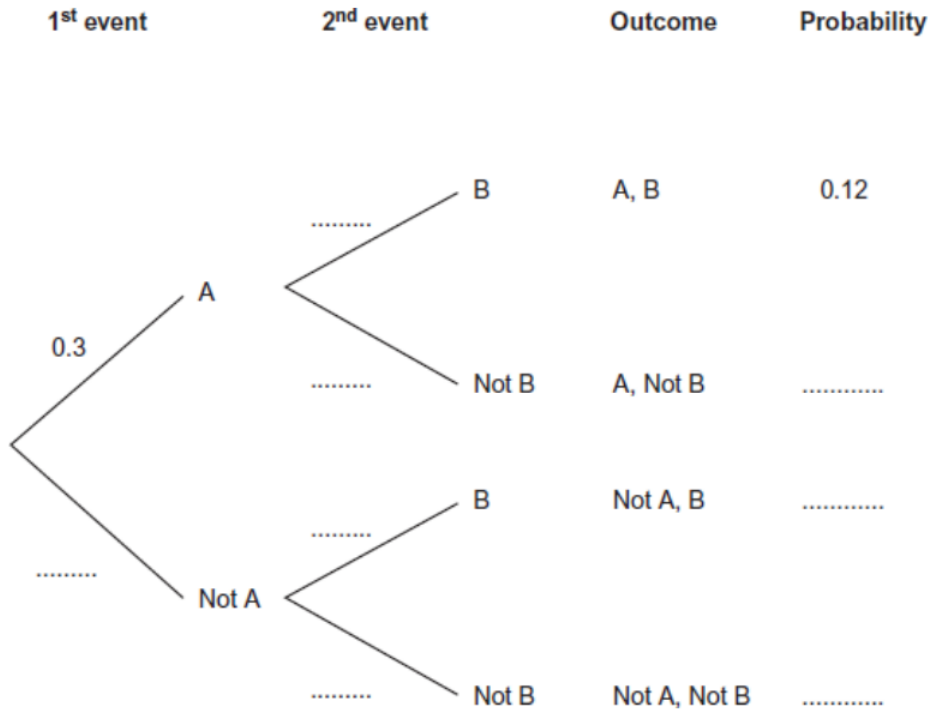 1st event 2nd event Outcome Probability
B A, B 0.12
.........
A
0.3
......... Not B A, Not B ............
B Not A, B ............
.........
.........
Not A
......... Not B Not A, Not B ............